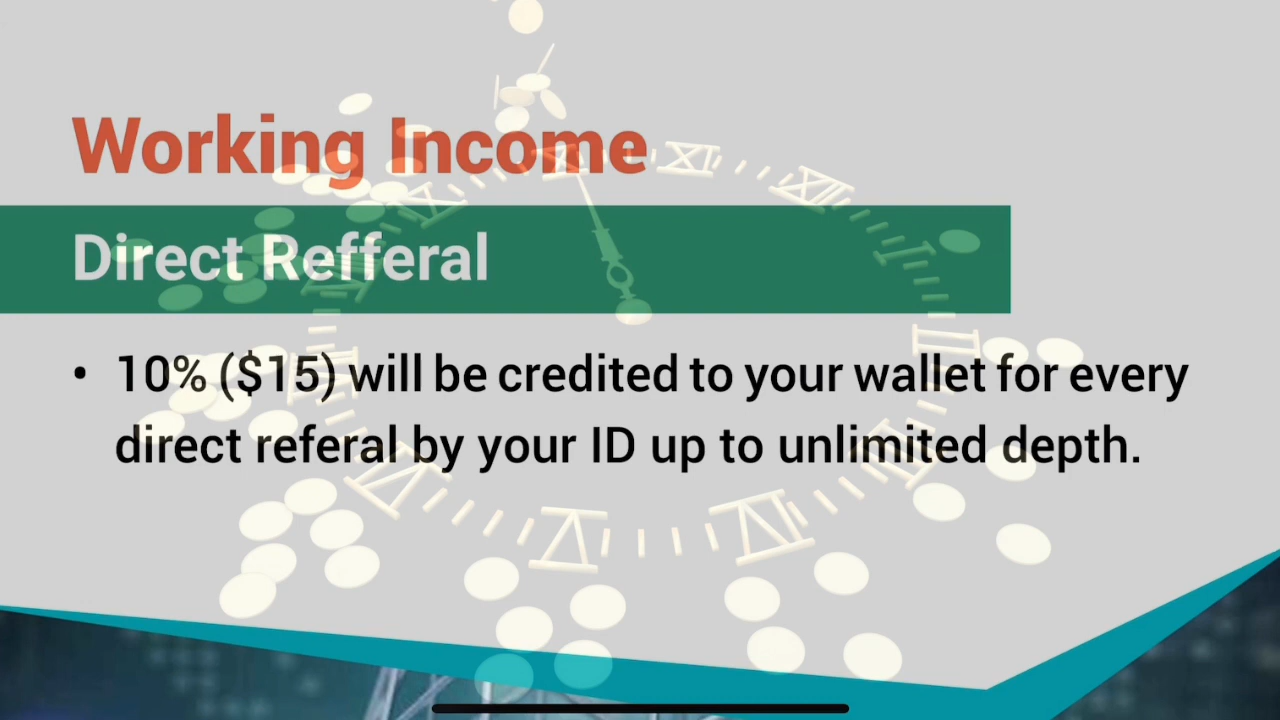 Working Income
Direct Refferal
• 10% ($15) will be credited to your wallet for every
direct referal by your ID up to unlimited depth.